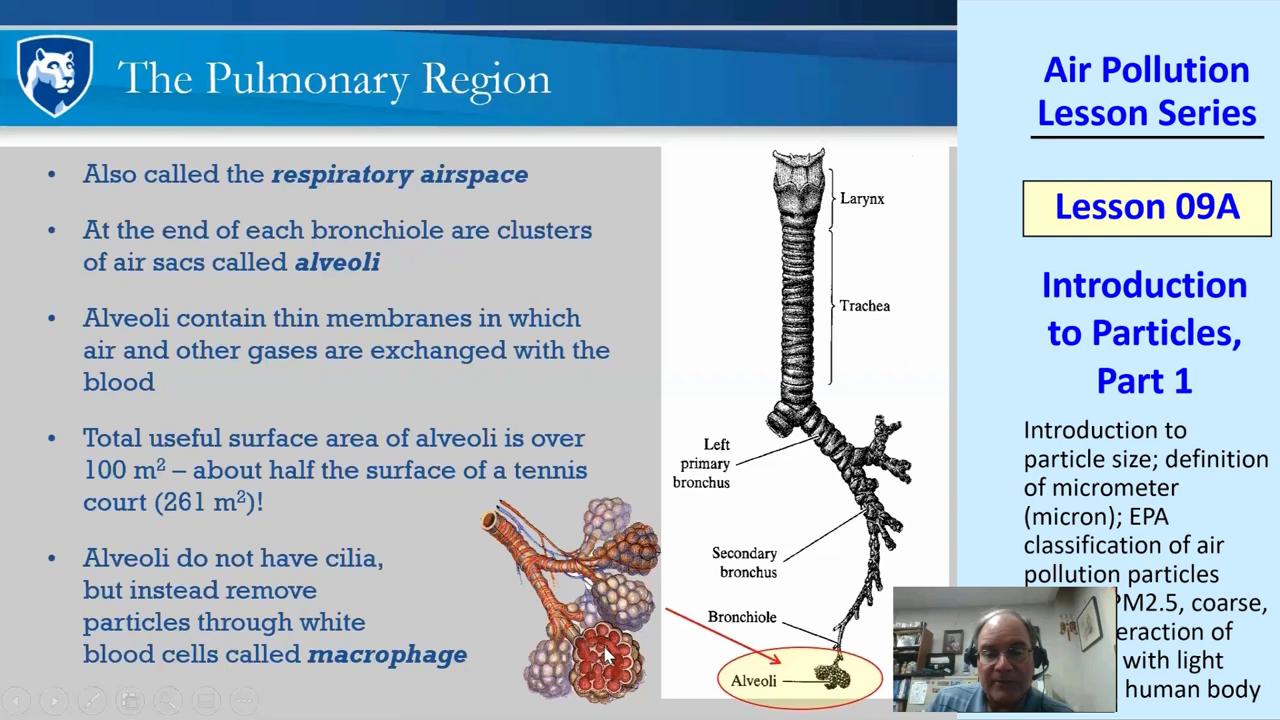 The Pulmonary Region
• Also called the respiratory airspace
• At the end of each bronchiole are clusters
of air sacs called alveoli
• Alveoli contain thin membranes in which
air and other gases are exchanged with the
blood
• Total useful surface area of alveoli is over
100 m² – about half the surface of a tennis
court (261 m²)!
• Alveoli do not have cilia,
but instead remove
particles through white
blood cells called macrophage
Larynx
Trachea
Left
primary
bronchus
Secondary
bronchus
Bronchiole
Alveoli
Air Pollution
Lesson Series
Lesson 09A
Introduction
to Particles,
Part 1
Introduction to
particle size; definition
of micrometer
(micron); EPA
classification of air
pollution particles
PM2.5, coarse,
eraction of
with light
human body